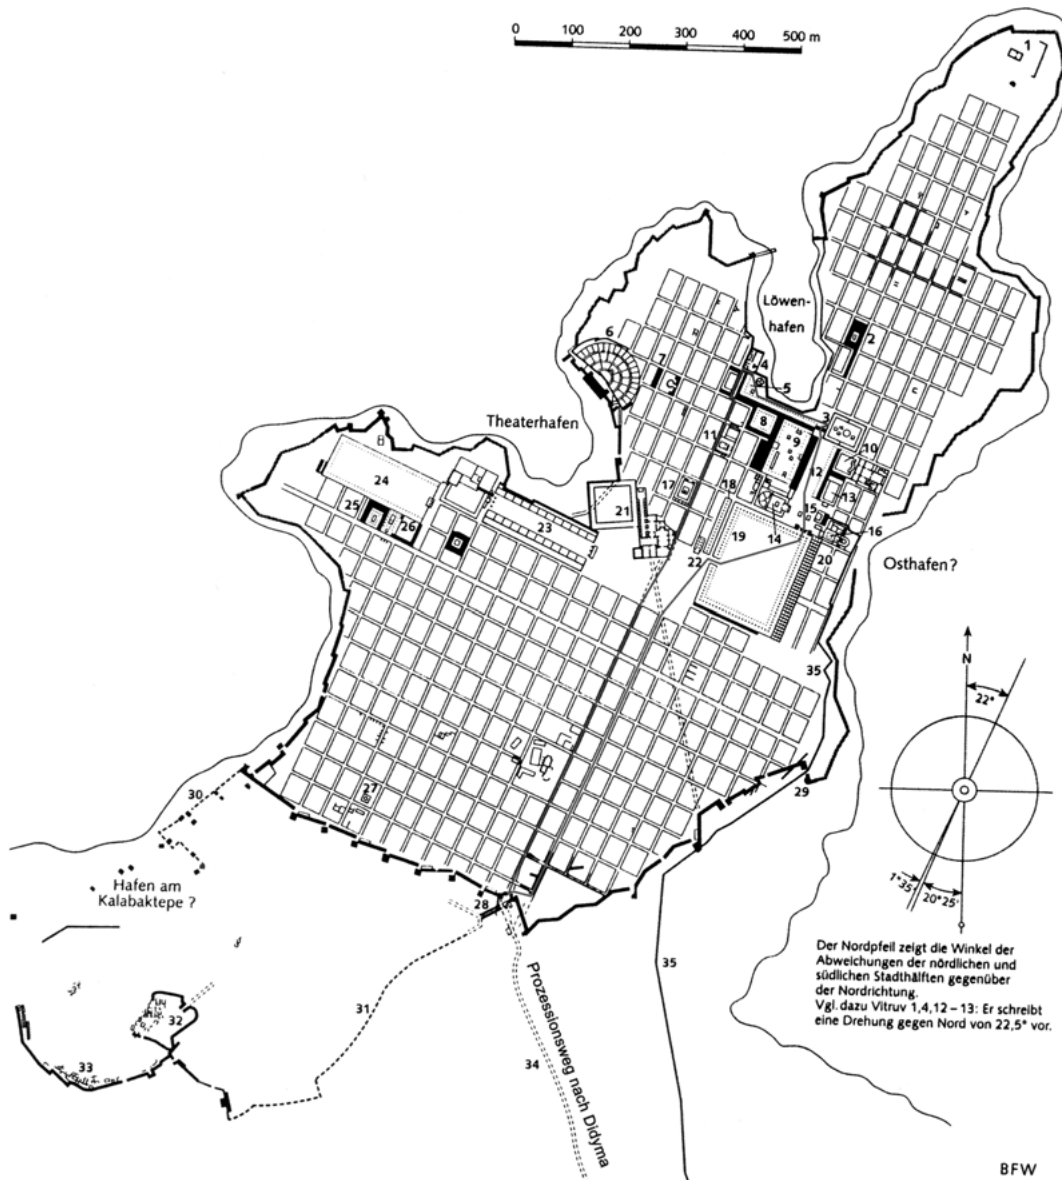 0 100 200 300 400 500 m
1
Löwen-
hafen
2
6
7
4
5
3
Theaterhafen
8
9
10
11
12
13
24
17
18
15
16
25
26
23
21
14
19
22
20
Osthafen?
35
N
22°
27
29
30
Hafen am
Kalabaktepe ?
28
1°35'
20°25'
35
31
32
33
34
Prozessionsweg nach Didyma
Der Nordpfeil zeigt die Winkel der
Abweichungen der nördlichen und
südlichen Stadthälften gegenüber
der Nordrichtung.
Vgl. dazu Vitruv 1,4,12 – 13: Er schreibt
eine Drehung gegen Nord von 22,5° vor.
BFW